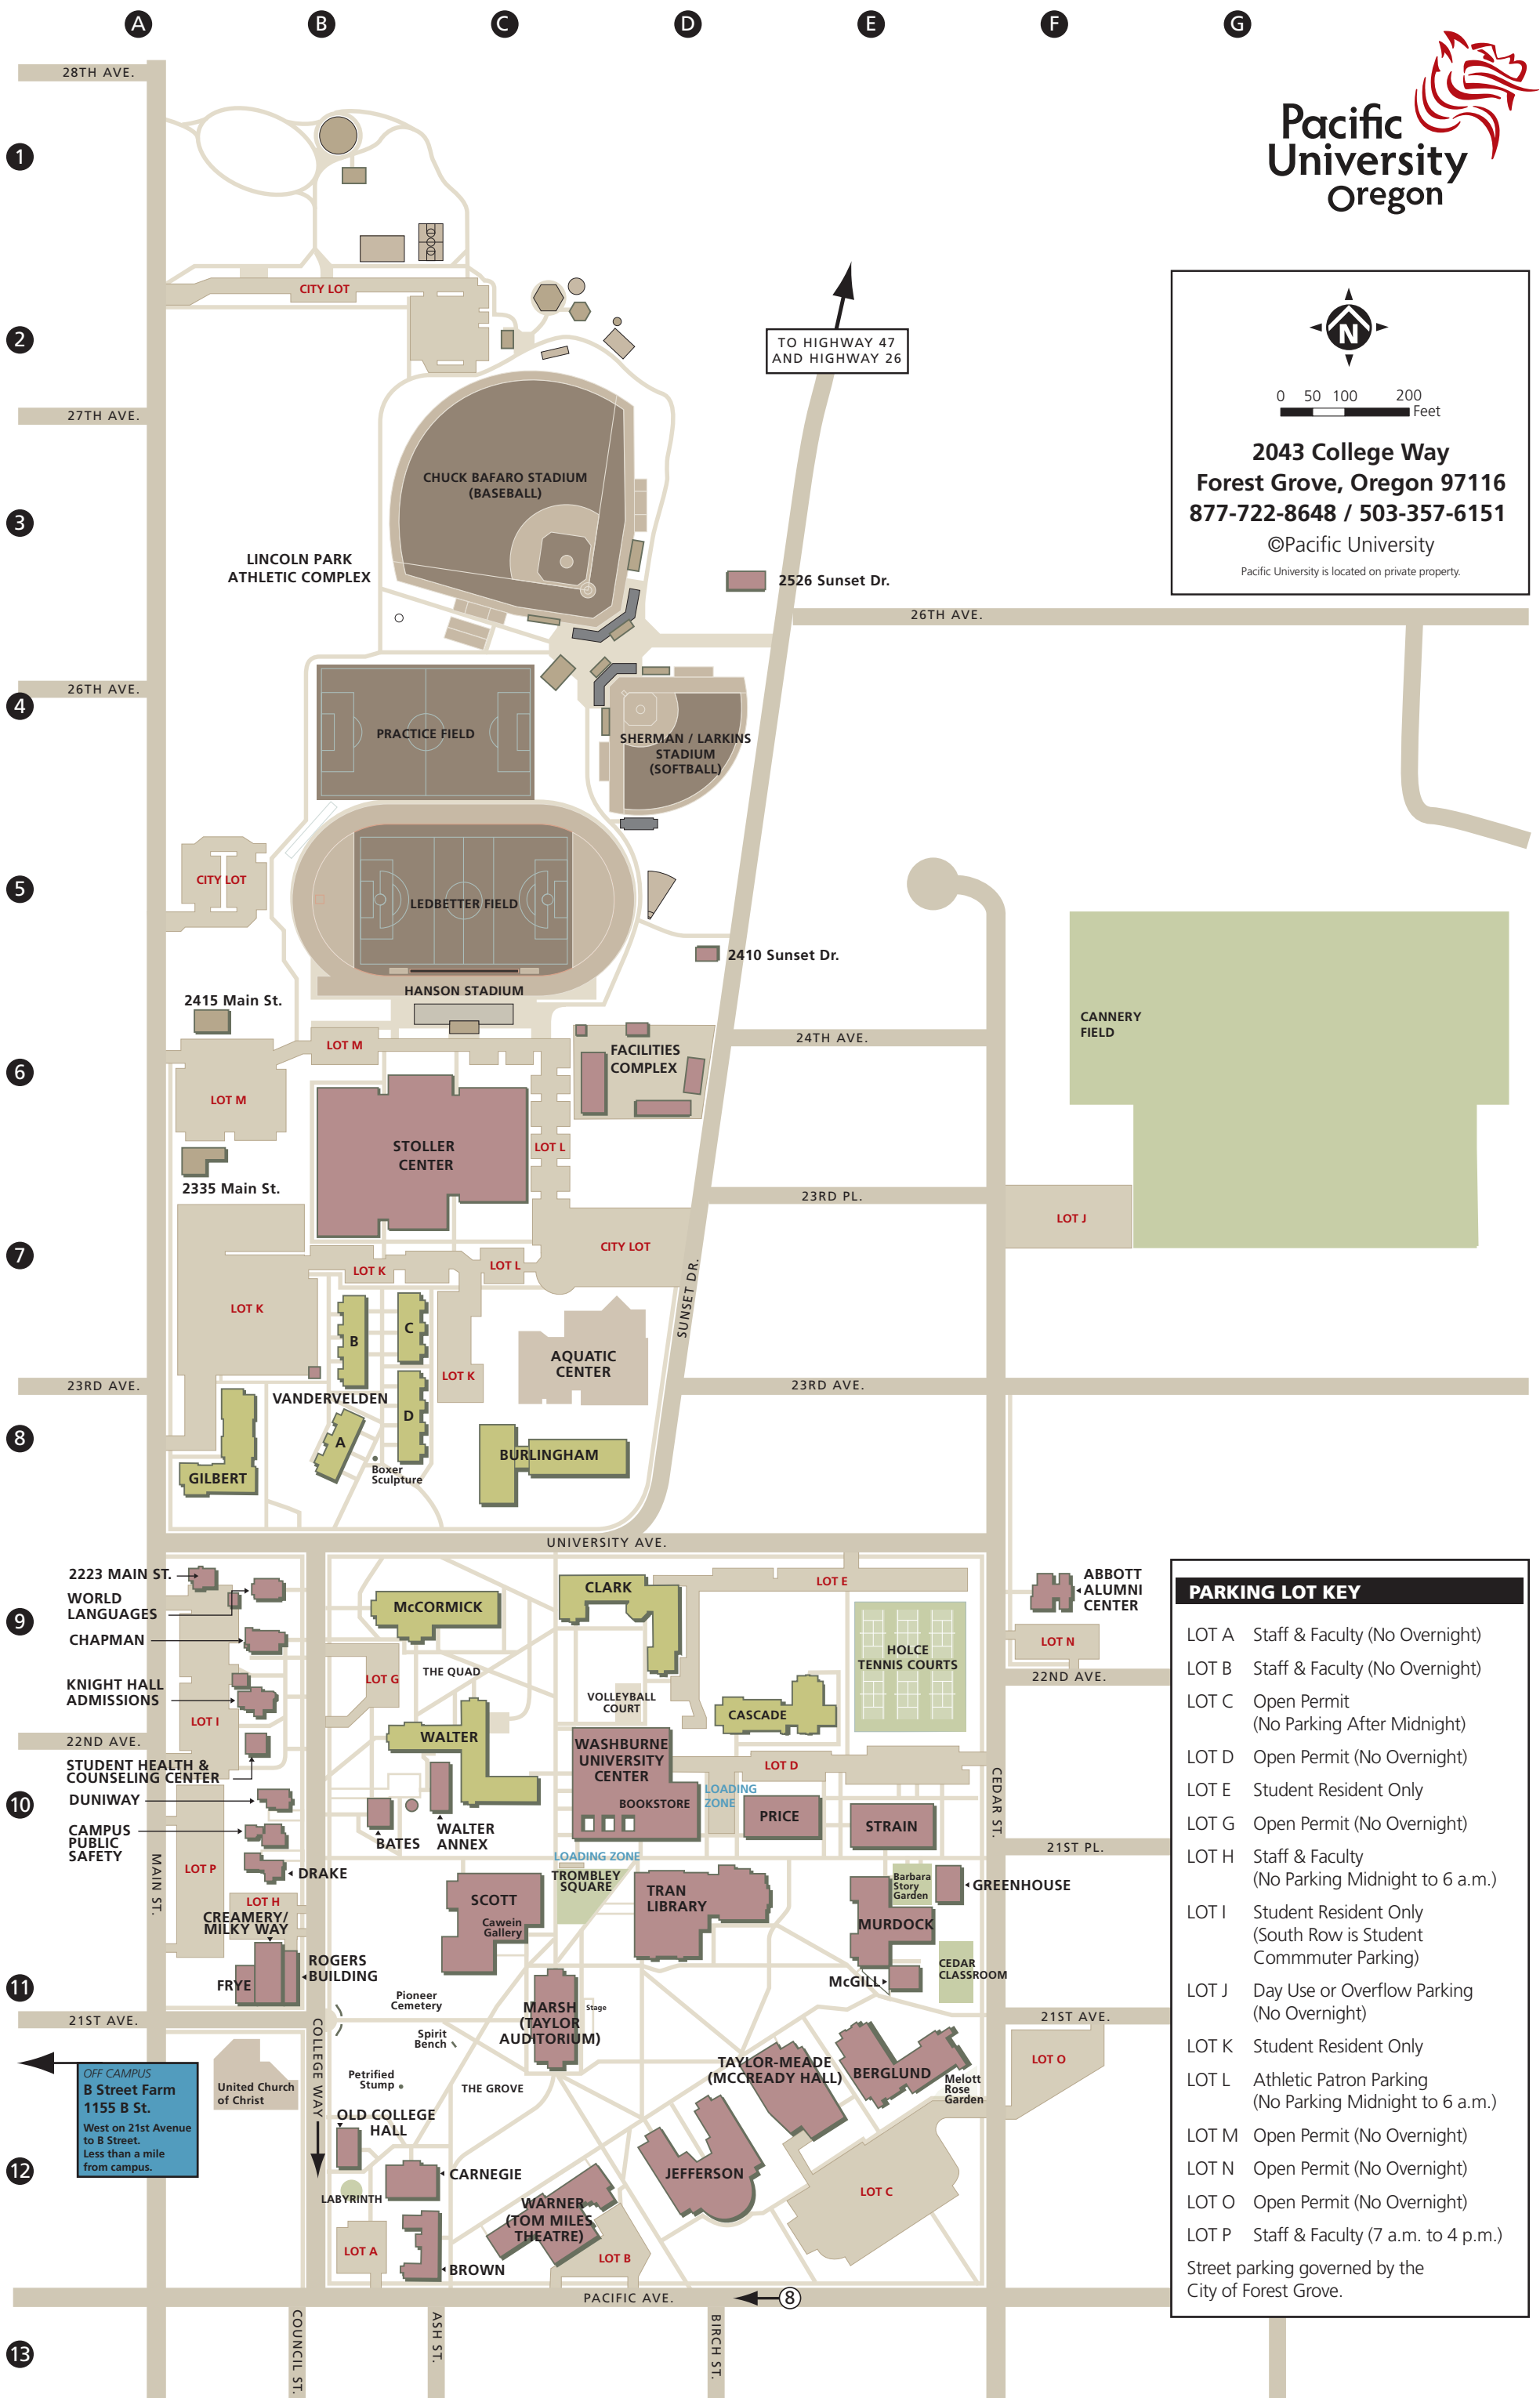 A
B
C
D
E
F
G
28TH AVE.
Pacific
University
Oregon
1
CITY LOT
2
TO HIGHWAY 47
AND HIGHWAY 26
N
0 50 100 200
Feet
2043 College Way
Forest Grove, Oregon 97116
877-722-8648 / 503-357-6151
©Pacific University
Pacific University is located on private property.
27TH AVE.
CHUCK BAFARO STADIUM
(BASEBALL)
3
LINCOLN PARK
ATHLETIC COMPLEX
2526 Sunset Dr.
26TH AVE.
26TH AVE.
4
PRACTICE FIELD
SHERMAN / LARKINS
STADIUM
(SOFTBALL)
CITY LOT
5
LEDBETTER FIELD
2410 Sunset Dr.
HANSON STADIUM
2415 Main St.
CANNERY
FIELD
LOT M
FACILITIES
COMPLEX
24TH AVE.
6
LOT M
STOLLER
CENTER
LOT L
2335 Main St.
23RD PL.
LOT J
7
CITY LOT
LOT K
LOT L
SUNSET DR.
LOT K
B
C
AQUATIC
CENTER
LOT K
23RD AVE.
23RD AVE.
VANDERVELDEN
D
8
A
BURLINGHAM
GILBERT
Boxer
Sculpture
UNIVERSITY AVE.
2223 MAIN ST.
WORLD
LANGUAGES
CLARK
LOT E
ABBOTT
ALUMNI
CENTER
9
McCORMICK
CHAPMAN
HOLCE
TENNIS COURTS
LOT N
KNIGHT HALL
ADMISSIONS
LOT G
THE QUAD
22ND AVE.
VOLLEYBALL
COURT
CASCADE
LOT I
22ND AVE.
WALTER
WASHBURNE
UNIVERSITY
CENTER
LOT D
STUDENT HEALTH &
COUNSELING CENTER
10
DUNIWAY
BOOKSTORE
LOADING
ZONE
PRICE
STRAIN
CEDAR ST.
CAMPUS
PUBLIC
SAFETY
BATES
WALTER
ANNEX
21ST PL.
LOADING ZONE
MAIN ST.
LOT P
DRAKE
TROMBLEY
SQUARE
TRAN
LIBRARY
Barbara
Story
Garden
GREENHOUSE
LOT H
SCOTT
Cawein
Gallery
CREAMERY/
MILKY WAY
MURDOCK
ROGERS
BUILDING
FRYE
CEDAR
CLASSROOM
McGILL
11
Pioneer
Cemetery
MARSH
(TAYLOR
AUDITORIUM)
Stage
21ST AVE.
21ST AVE.
COLLEGE WAY
Spirit
Bench
LOT O
TAYLOR-MEADE
(MCCREADY HALL)
BERGLUND
Melott
Rose
Garden
OFF CAMPUS
B Street Farm
1155 B St.
West on 21st Avenue
to B Street.
Less than a mile
from campus.
United Church
of Christ
Petrified
Stump
THE GROVE
OLD COLLEGE
HALL
12
CARNEGIE
JEFFERSON
LOT C
LABYRINTH
WARNER
(TOM MILES
THEATRE)
LOT A
LOT B
BROWN
PACIFIC AVE.
8
COUNCIL ST.
ASH ST.
BIRCH ST.
13
PARKING LOT KEY
LOT A Staff & Faculty (No Overnight)
LOT B Staff & Faculty (No Overnight)
LOT C Open Permit
(No Parking After Midnight)
LOT D Open Permit (No Overnight)
LOT E Student Resident Only
LOT G Open Permit (No Overnight)
LOT H Staff & Faculty
(No Parking Midnight to 6 a.m.)
LOT I Student Resident Only
(South Row is Student
Commmuter Parking)
LOT J Day Use or Overflow Parking
(No Overnight)
LOT K Student Resident Only
LOT L Athletic Patron Parking
(No Parking Midnight to 6 a.m.)
LOT M Open Permit (No Overnight)
LOT N Open Permit (No Overnight)
LOT O Open Permit (No Overnight)
LOT P Staff & Faculty (7 a.m. to 4 p.m.)
Street parking governed by the
City of Forest Grove.